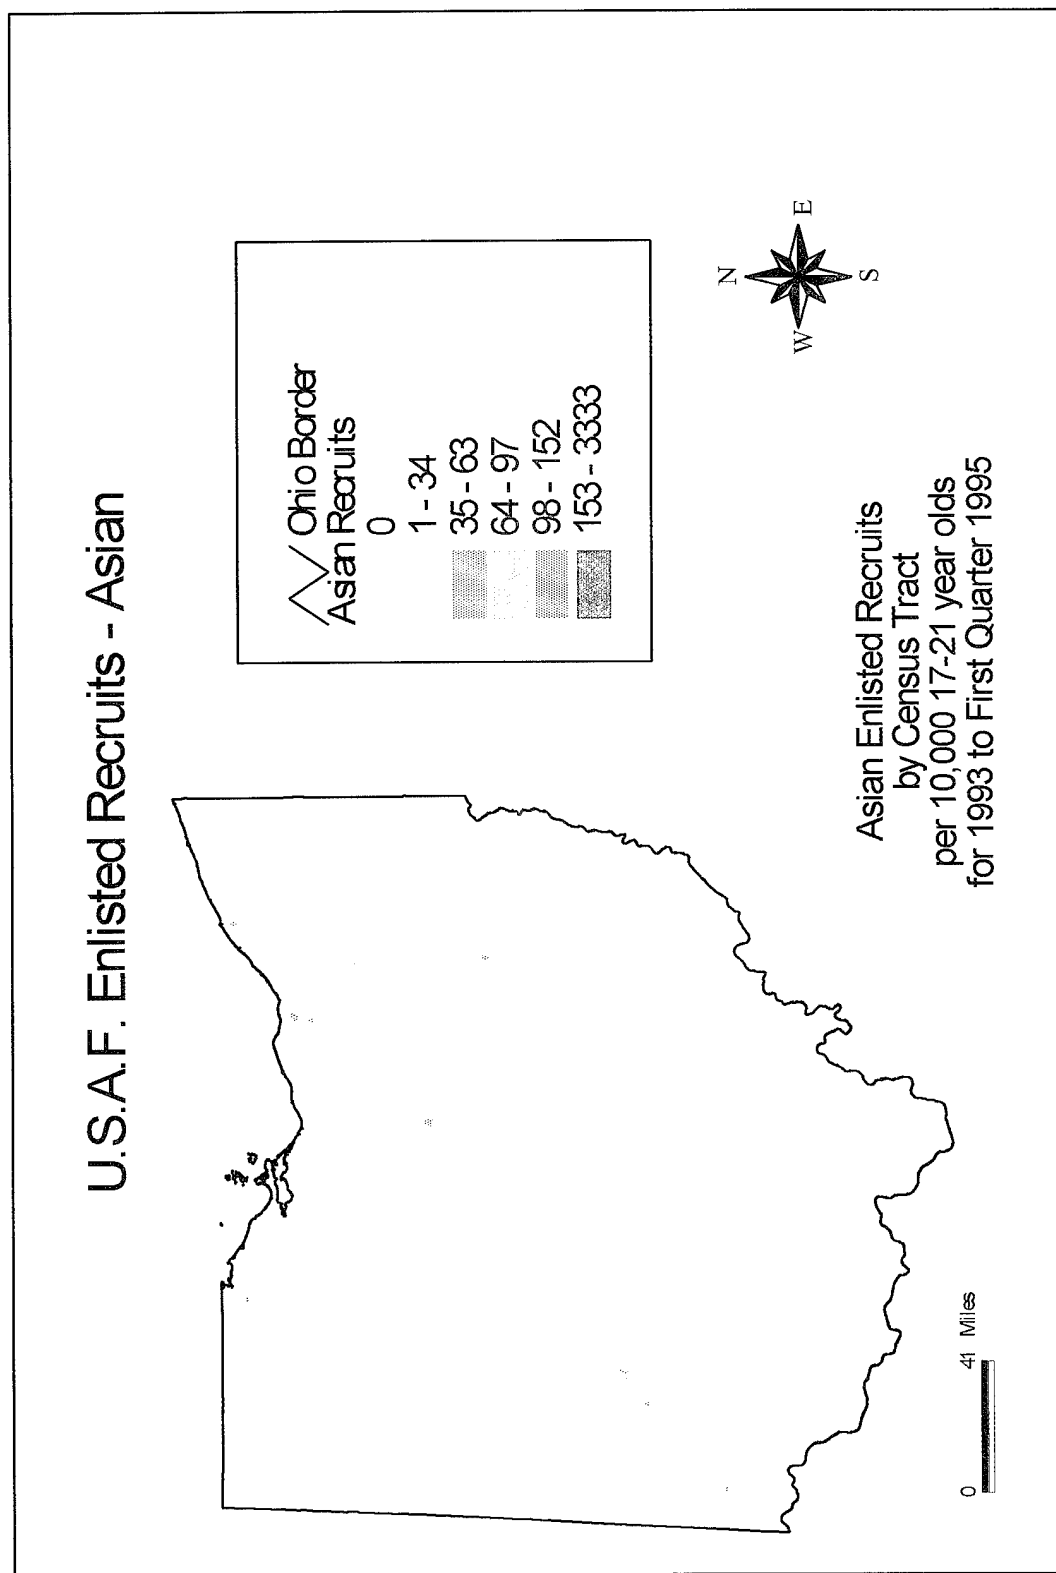 U.S.A.F. Enlisted Recruits - Asian
Ohio Border
Asian Recruits
0
1 - 34
35 - 63
64 - 97
98 - 152
153 - 3333
N
W
E
S
Asian Enlisted Recruits
by Census Tract
per 10,000 17-21 year olds
for 1993 to First Quarter 1995
0
41 Miles